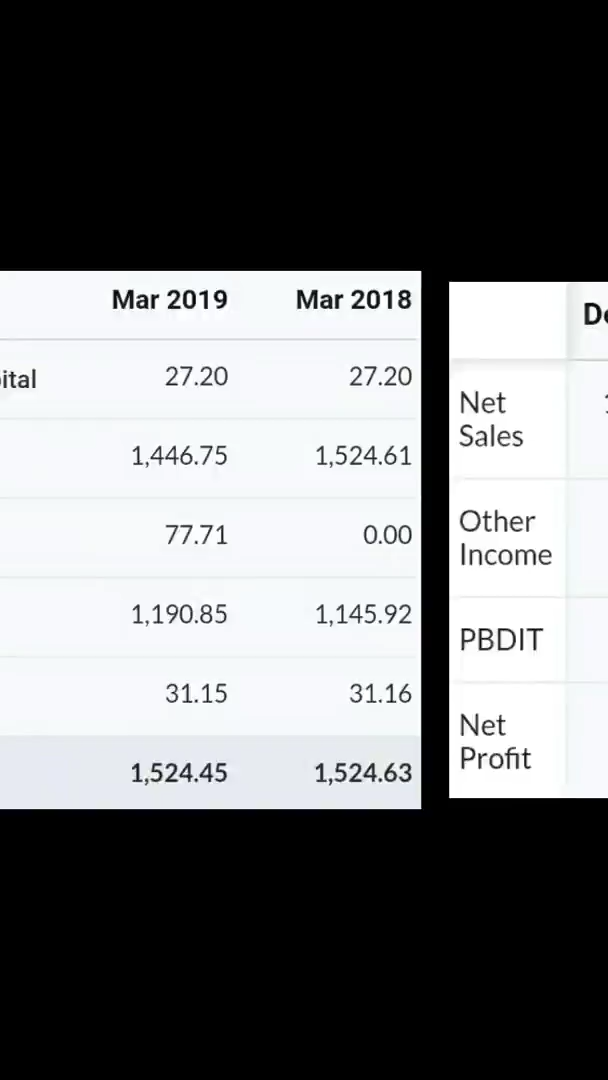 Mar 2019 Mar 2018
27.20 27.20
1,446.75 1,524.61
77.71 0.00
1,190.85 1,145.92
31.15 31.16
1,524.45 1,524.63
Net
Sales
Other
Income
PBDIT
Net
Profit